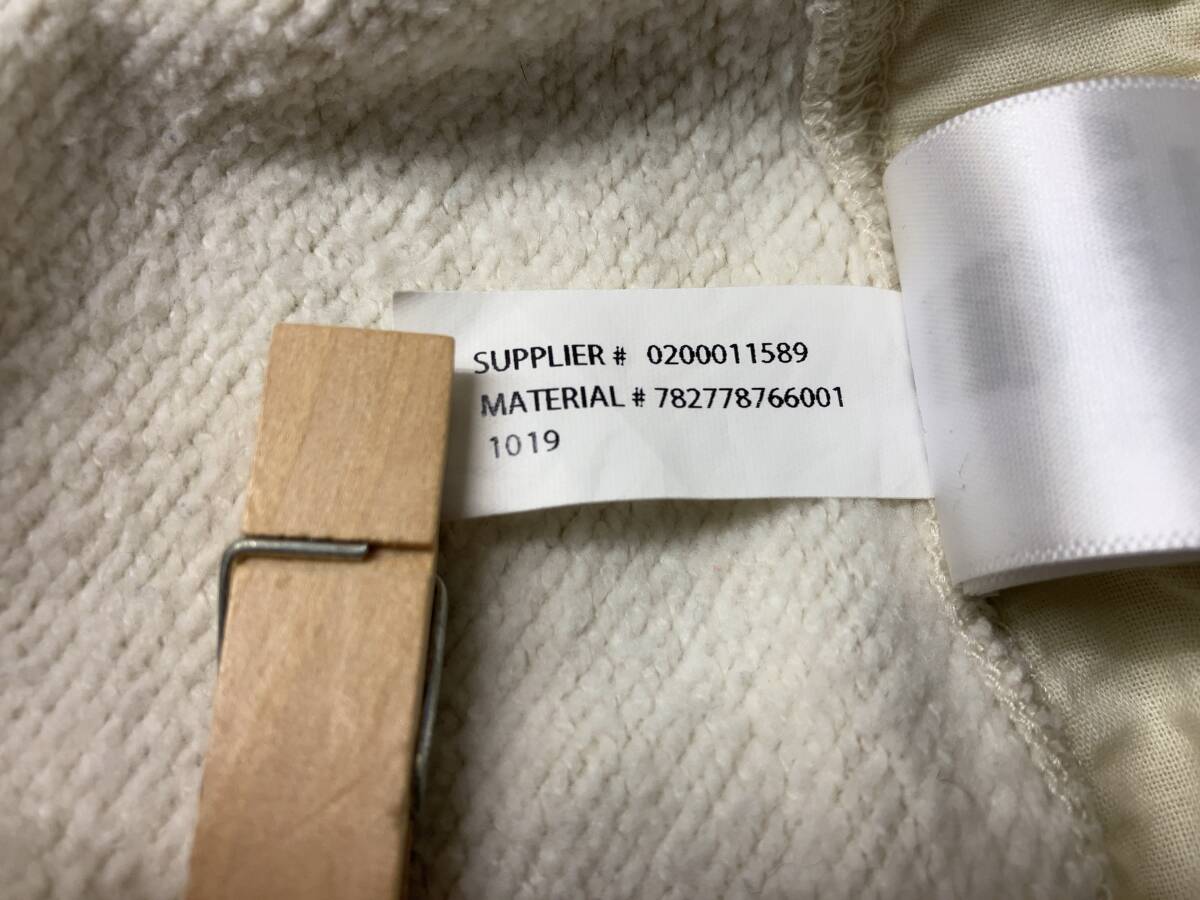 SUPPLIER # 0200011589
MATERIAL # 782778766001
1019